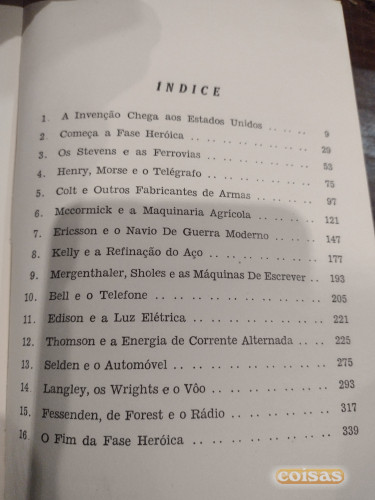 INDICE
1. A Invenção Chega aos Estados Unidos . . . . . . 9
2. Começa a Fase Heróica . . . . . . . . . . . . . 29
3. Os Stevens e as Ferrovias . . . . . . . . . . . . 53
4. Henry, Morse e o Telégrafo . . . . . . . . . . . 75
5. Colt e Outros Fabricantes de Armas . . . . . . 97
6. Mccormick e a Maquinaria Agrícola . . . . . . 121
7. Ericsson e o Navio De Guerra Moderno . . . . 147
8. Kelly e a Refinação do Aço . . . . . . . . . . . 177
9. Mergenthaler, Sholes e as Máquinas De Escrever . . 193
10. Bell e o Telefone . . . . . . . . . . . . . . . . 205
11. Edison e a Luz Elétrica . . . . . . . . . . . . . 221
12. Thomson e a Energia de Corrente Alternada . . . 225
13. Selden e o Automóvel . . . . . . . . . . . . . . 275
14. Langley, os Wrights e o Vôo . . . . . . . . . . 293
15. Fessenden, de Forest e o Rádio . . . . . . . . . 317
16. O Fim da Fase Heróica . . . . . . . . . . . . . 339
coisas